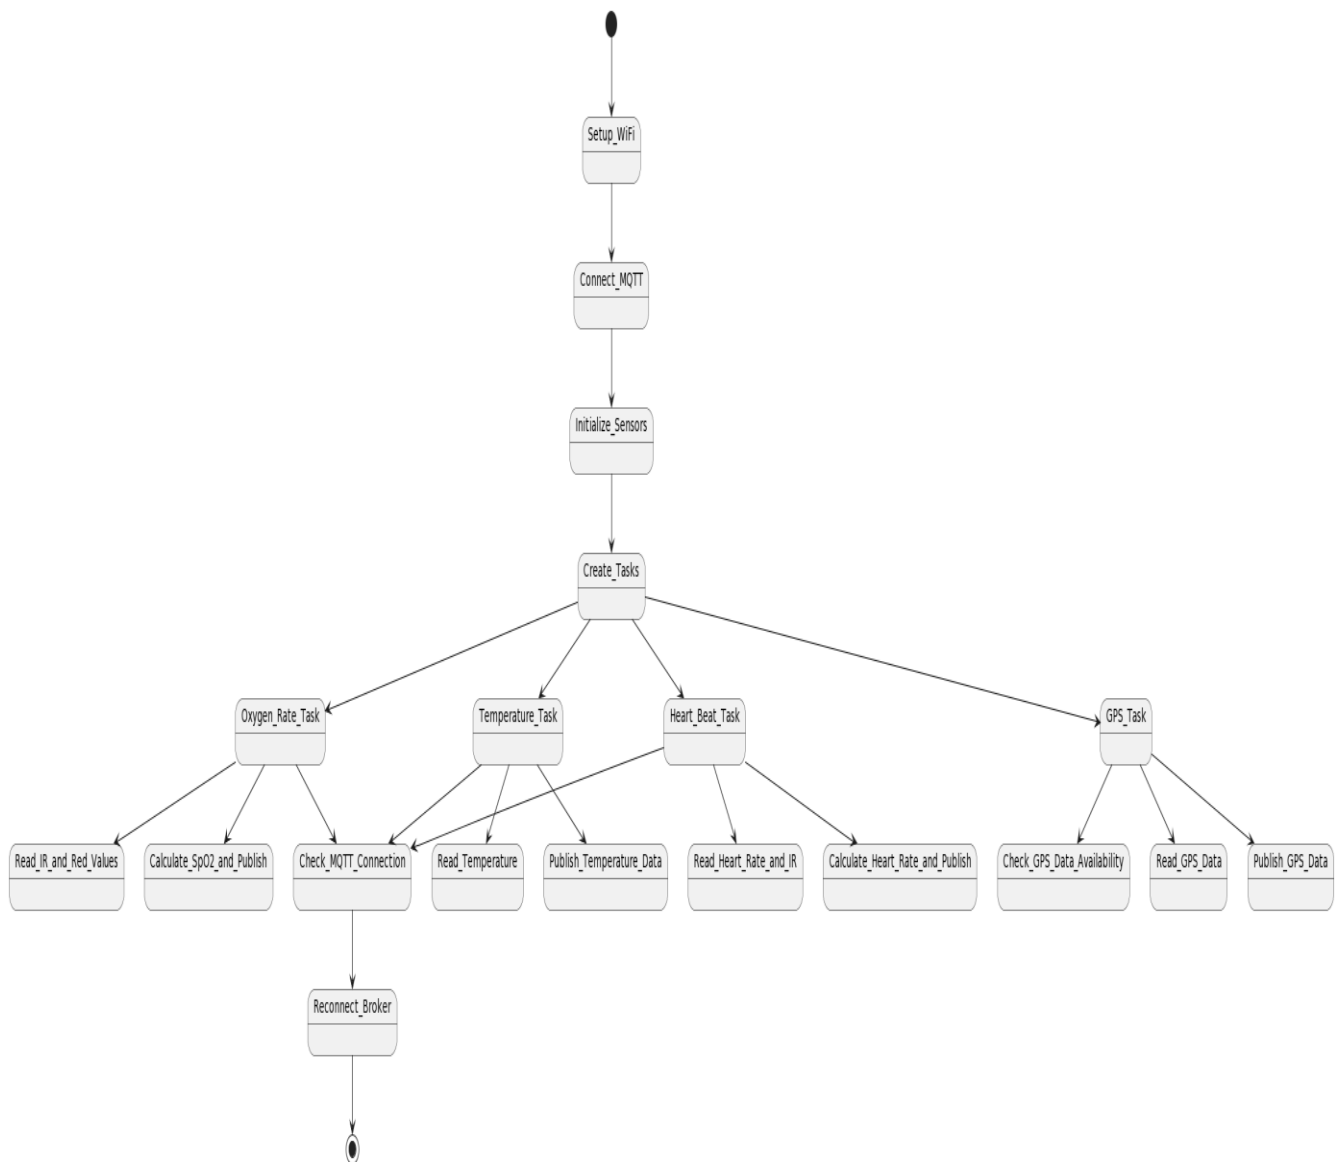 Setup_WiFi
Connect_MQTT
Initialize_Sensors
Create_Tasks
Oxygen_Rate_Task
Temperature_Task
Heart_Beat_Task
GPS_Task
Read_IR_and_Red_Values
Calculate_SpO2_and_Publish
Check_MQTT_Connection
Read_Temperature
Publish_Temperature_Data
Read_Heart_Rate_and_IR
Calculate_Heart_Rate_and_Publish
Check_GPS_Data_Availability
Read_GPS_Data
Publish_GPS_Data
Reconnect_Broker